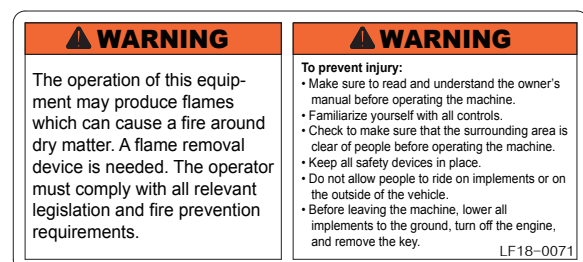 WARNING
The operation of this equip-
ment may produce flames
which can cause a fire around
dry matter. A flame removal
device is needed. The operator
must comply with all relevant
legislation and fire prevention
requirements.
WARNING
To prevent injury:
• Make sure to read and understand the owner's
manual before operating the machine.
• Familiarize yourself with all controls.
• Check to make sure that the surrounding area is
clear of people before operating the machine.
• Keep all safety devices in place.
• Do not allow people to ride on implements or on
the outside of the vehicle.
• Before leaving the machine, lower all
implements to the ground, turn off the engine,
and remove the key.
LF18-0071